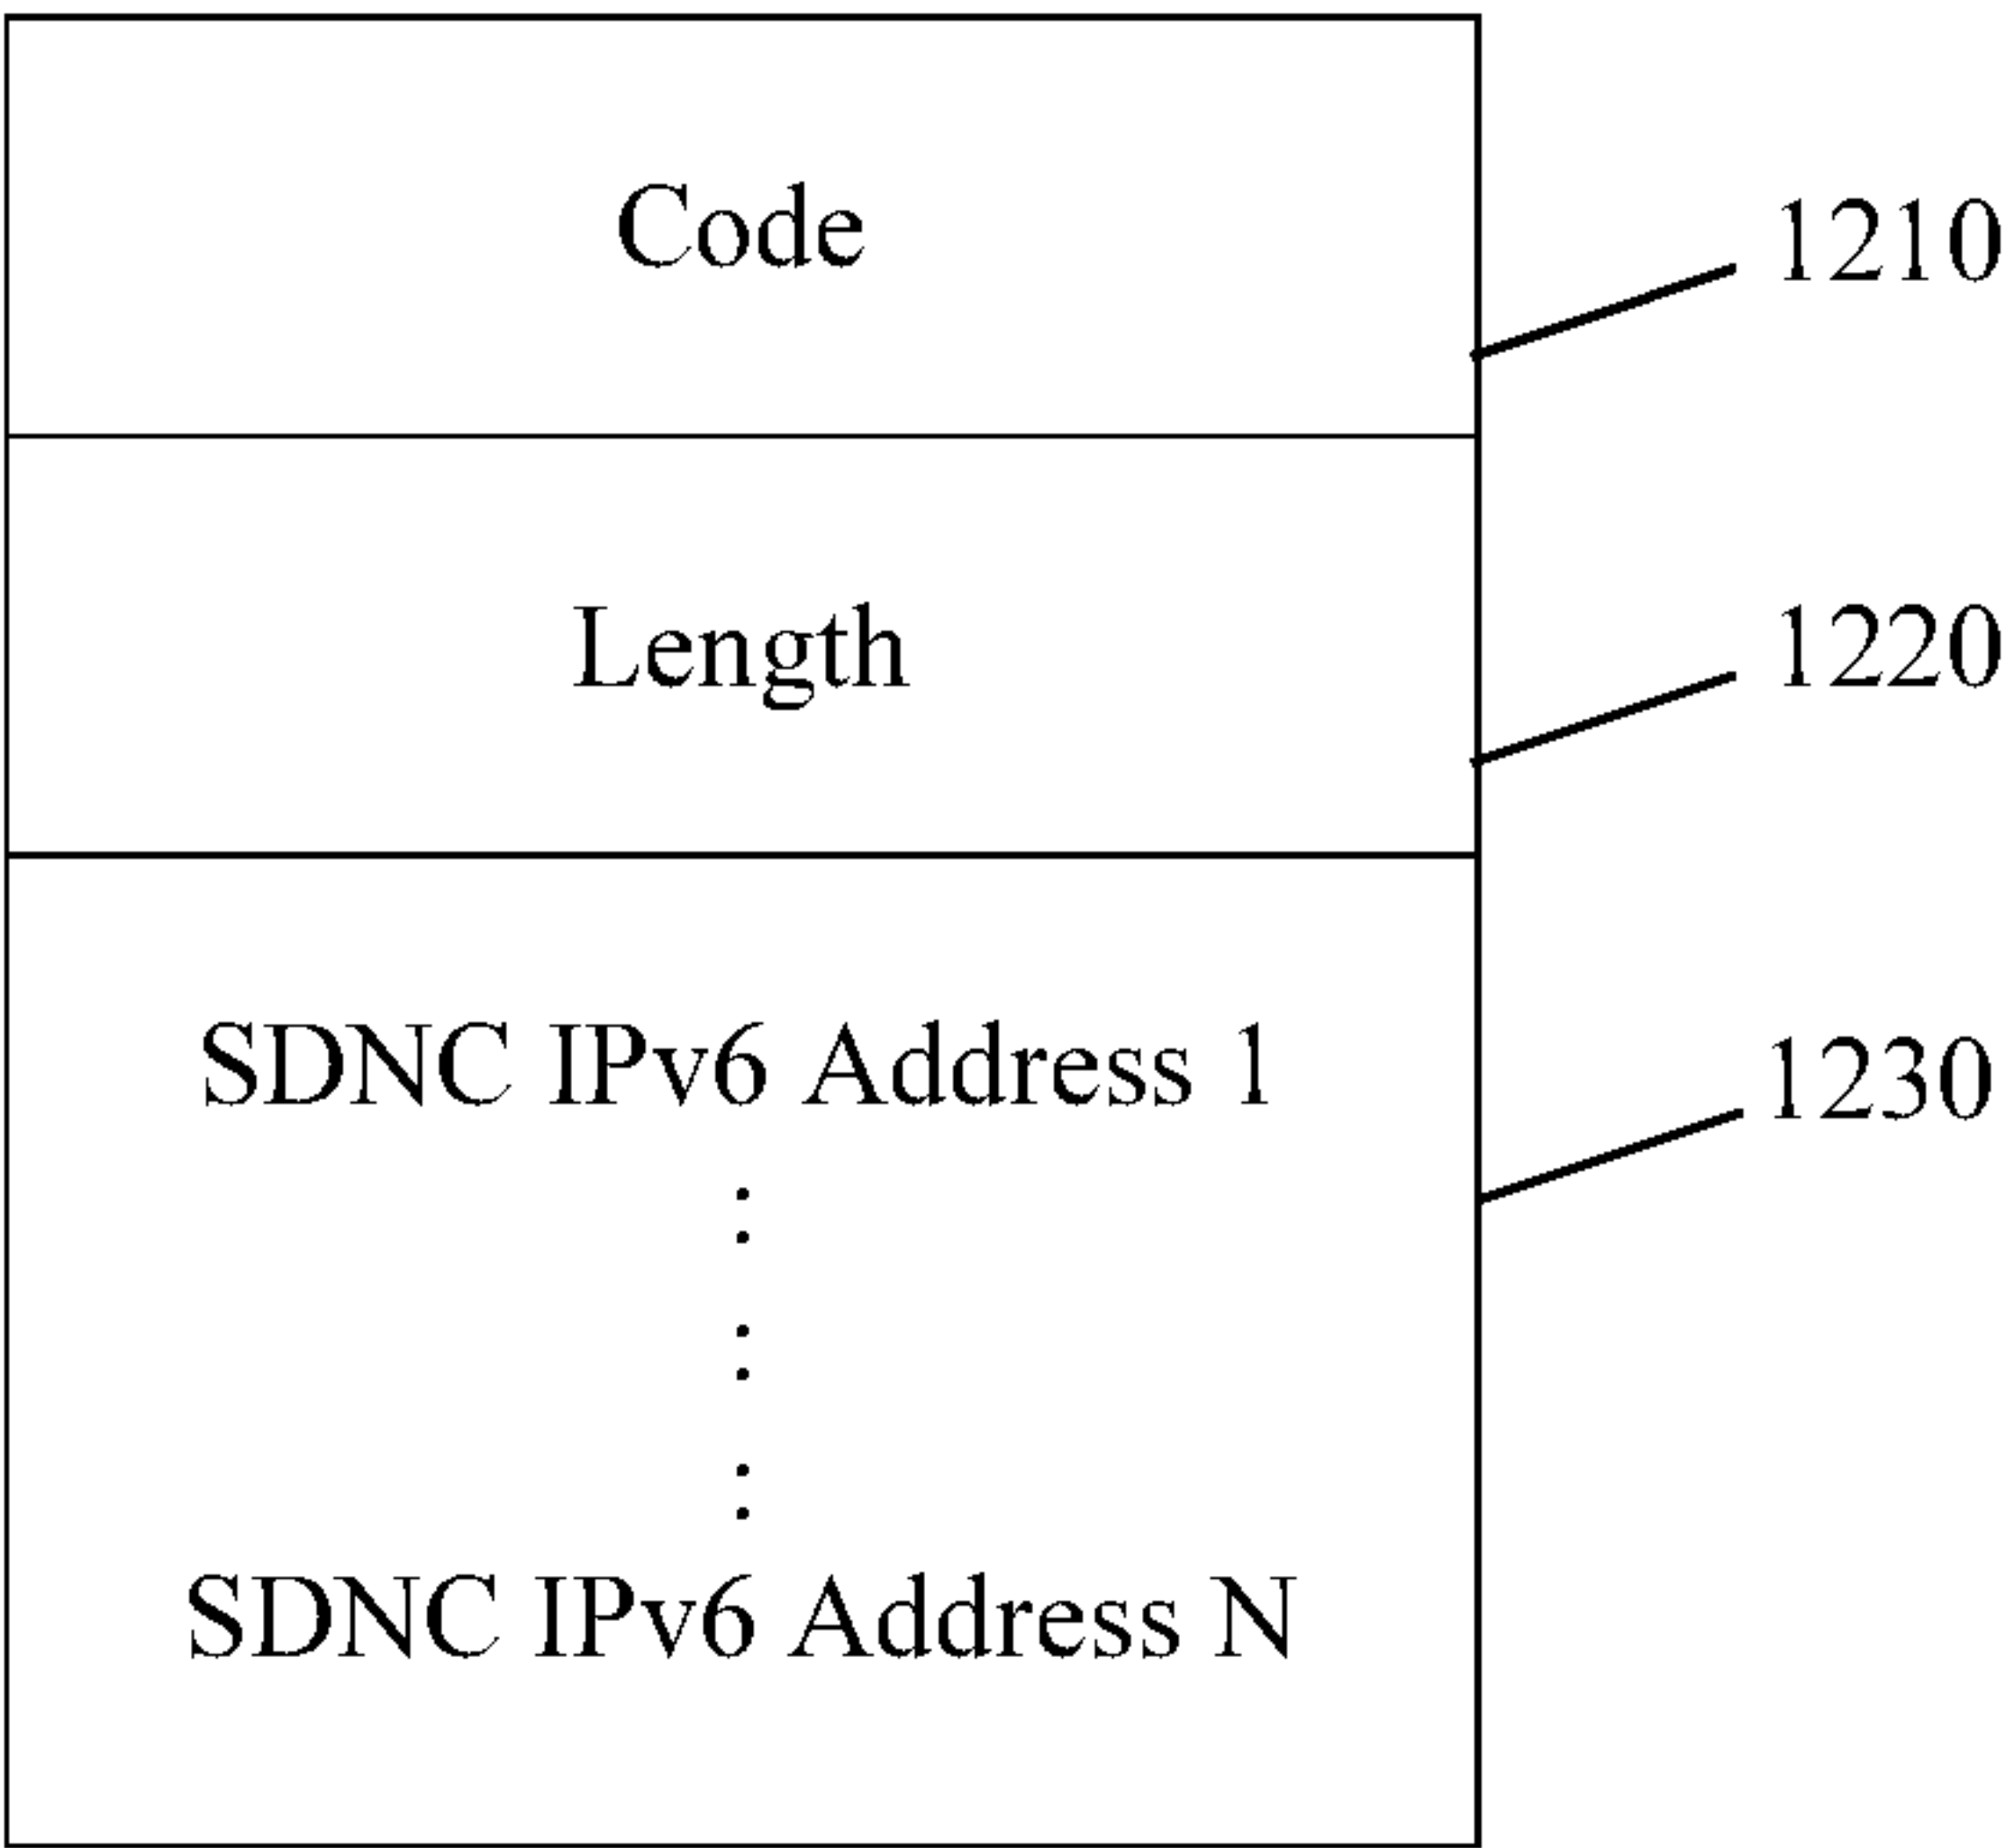 Code
1210
Length
1220
SDNC IPv6 Address 1
1230
SDNC IPv6 Address N